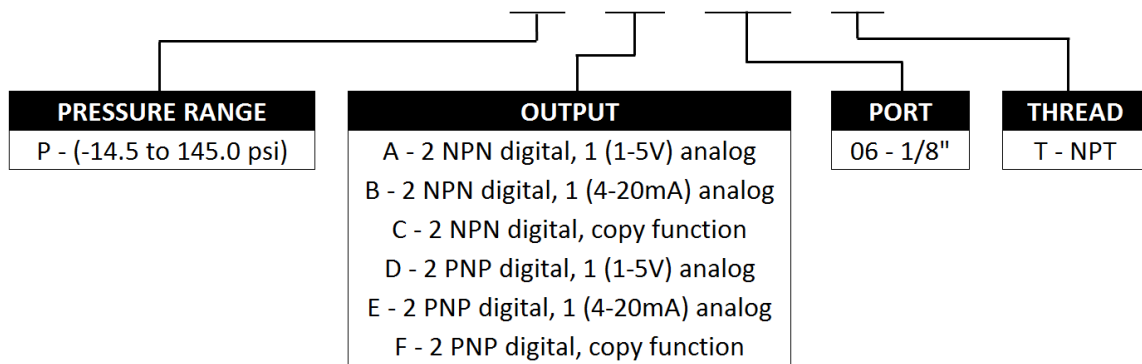 PRESSURE RANGE
P - (-14.5 to 145.0 psi)
OUTPUT
A - 2 NPN digital, 1 (1-5V) analog
B - 2 NPN digital, 1 (4-20mA) analog
C - 2 NPN digital, copy function
D - 2 PNP digital, 1 (1-5V) analog
E - 2 PNP digital, 1 (4-20mA) analog
F - 2 PNP digital, copy function
PORT
06 - 1/8"
THREAD
T - NPT